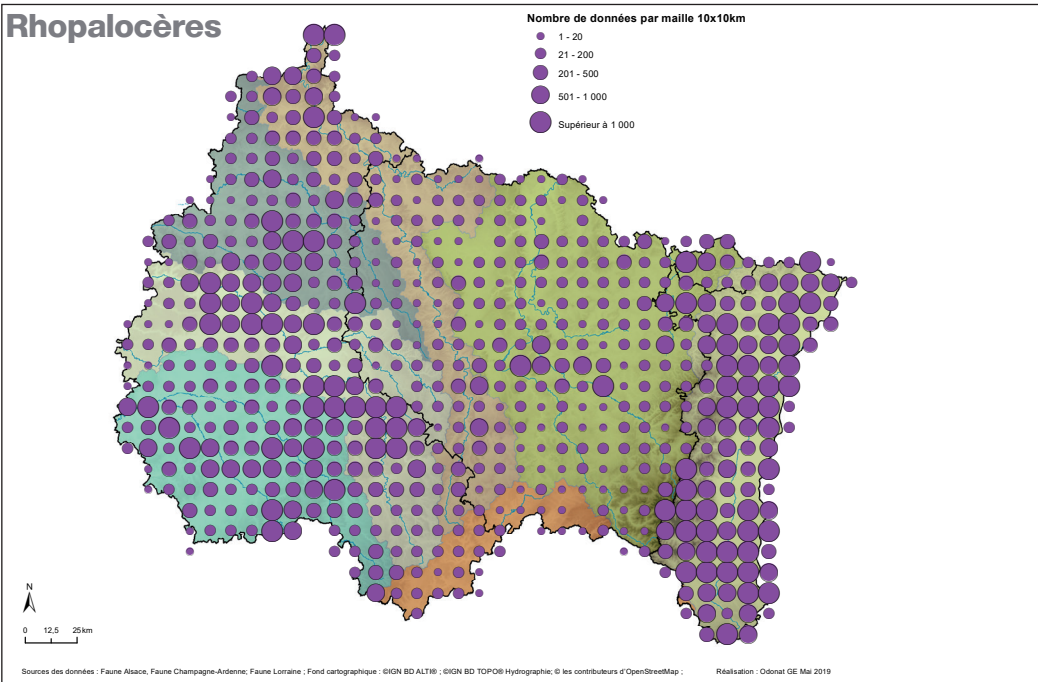 Rhopalocères
Nombre de données par maille 10x10km
1 - 20
21 - 200
201 - 500
501 - 1 000
Supérieur à 1 000
N
0 12,5 25km
Sources des données : Faune Alsace, Faune Champagne-Ardenne; Faune Lorraine ; Fond cartographique : ©IGN BD ALTI® ; ©IGN BD TOPO® Hydrographie; © les contributeurs d'OpenStreetMap ; Réalisation : Odonat GE Mai 2019